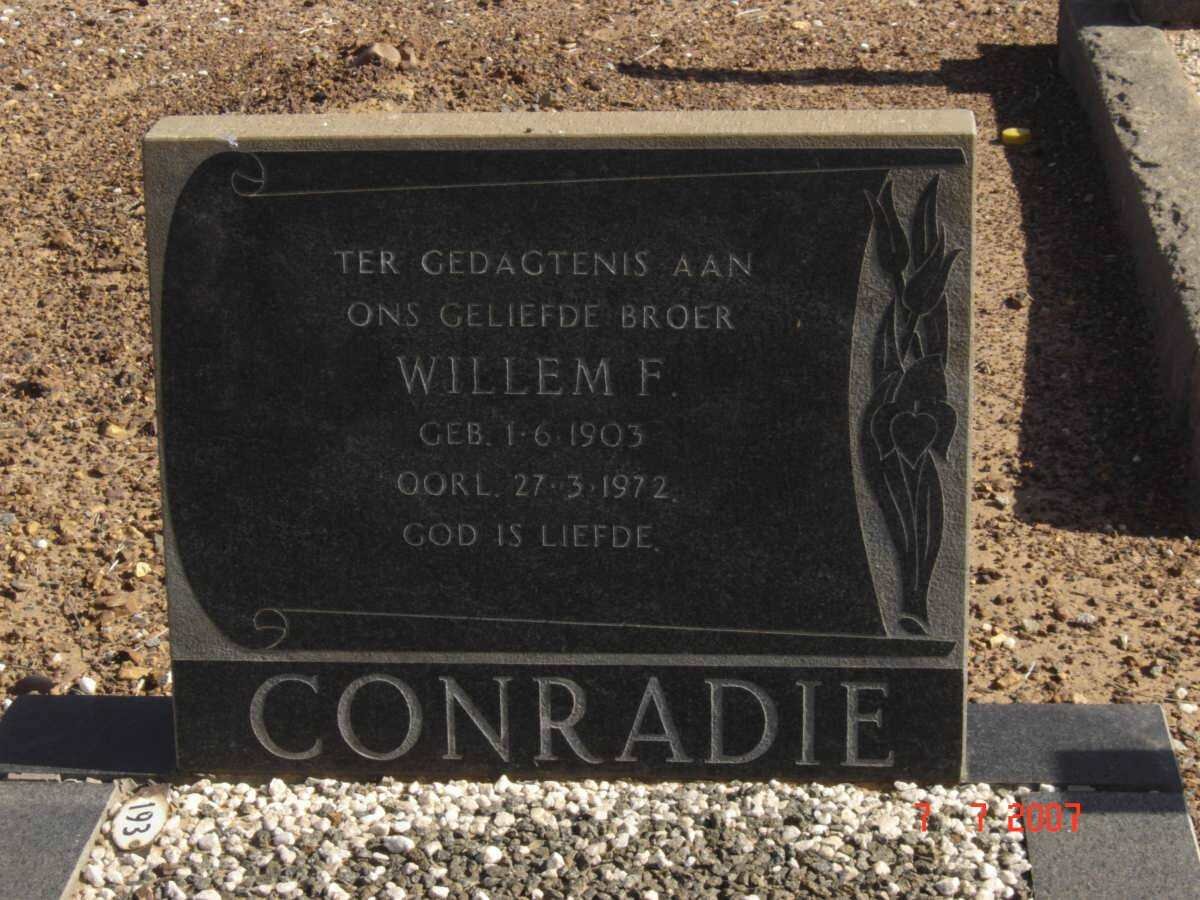 TER GEDAGTENIS AAN
ONS GELIEFDE BROER
WILLEM F.
GEB. 1·6·1903
OORL. 27·3·1972.
GOD IS LIEFDE.
CONRADIE
193
7 7 2007